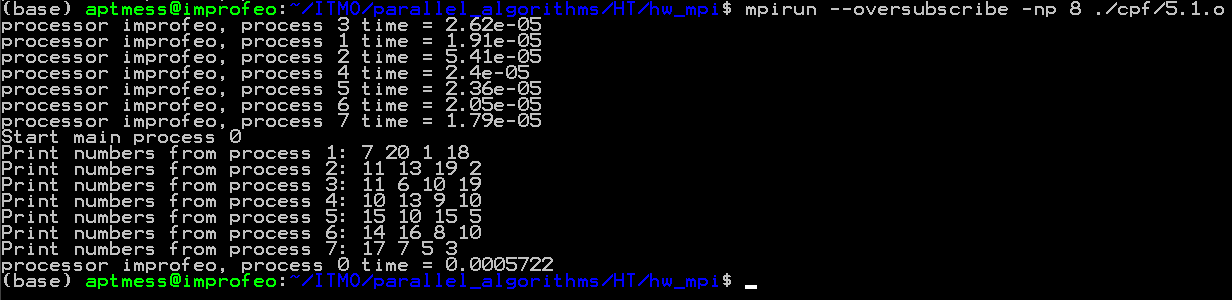 (base) aptmess@improfeo:~/ITMO/parallel_algorithms/HT/hw_mpi$ mpirun --oversubscribe -np 8 ./cpf/5.1.o
processor improfeo, process 3 time = 2.62e-05
processor improfeo, process 1 time = 1.91e-05
processor improfeo, process 2 time = 5.41e-05
processor improfeo, process 4 time = 2.4e-05
processor improfeo, process 5 time = 2.36e-05
processor improfeo, process 6 time = 2.05e-05
processor improfeo, process 7 time = 1.79e-05
Start main process 0
Print numbers from process 1: 7 20 1 18
Print numbers from process 2: 11 13 19 2
Print numbers from process 3: 11 6 10 19
Print numbers from process 4: 10 13 9 10
Print numbers from process 5: 15 10 15 5
Print numbers from process 6: 14 16 8 10
Print numbers from process 7: 17 7 5 3
processor improfeo, process 0 time = 0.0005722
(base) aptmess@improfeo:~/ITMO/parallel_algorithms/HT/hw_mpi$